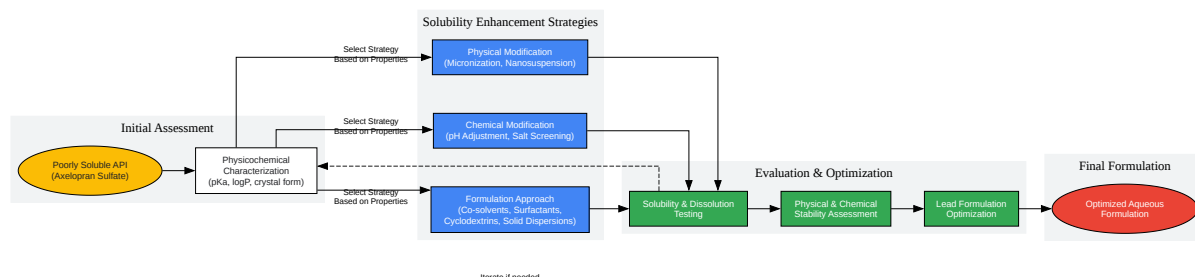 Solubility Enhancement Strategies
Select Strategy
Based on Properties
Physical Modification
(Micronization, Nanosuspension)
Initial Assessment
Select Strategy
Based on Properties
Chemical Modification
(pH Adjustment, Salt Screening)
Poorly Soluble API
(Axelopran Sulfate)
Physicochemical
Characterization
(pKa, logP, crystal form)
Select Strategy
Based on Properties
Formulation Approach
(Co-solvents, Surfactants,
Cyclodextrins, Solid Dispersions)
Evaluation & Optimization
Solubility & Dissolution
Testing
Physical & Chemical
Stability Assessment
Lead Formulation
Optimization
Final Formulation
Optimized Aqueous
Formulation
Iterate if needed